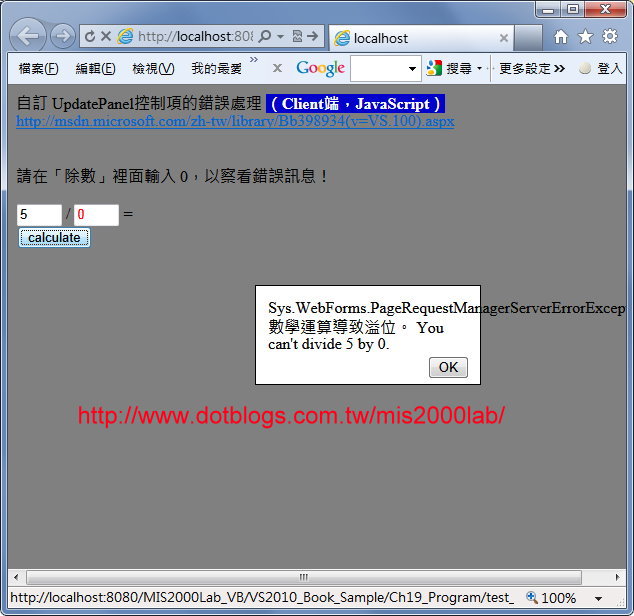 http://localhost:808
localhost
檔案(F) 編輯(E) 檢視(V) 我的最愛 » x Google 搜尋 更多設定 » 登入
自訂 UpdatePanel控制項的錯誤處理 (Client端，JavaScript)
http://msdn.microsoft.com/zh-tw/library/Bb398934(v=VS.100).aspx
請在「除數」裡面輸入 0，以察看錯誤訊息！
5 / 0 =
calculate
Sys.WebForms.PageRequestManagerServerErrorExcept
數學運算導致溢位。 You
can't divide 5 by 0.
OK
http://www.dotblogs.com.tw/mis2000lab/
http://localhost:8080/MIS2000Lab_VB/VS2010_Book_Sample/Ch19_Program/test_ 100%